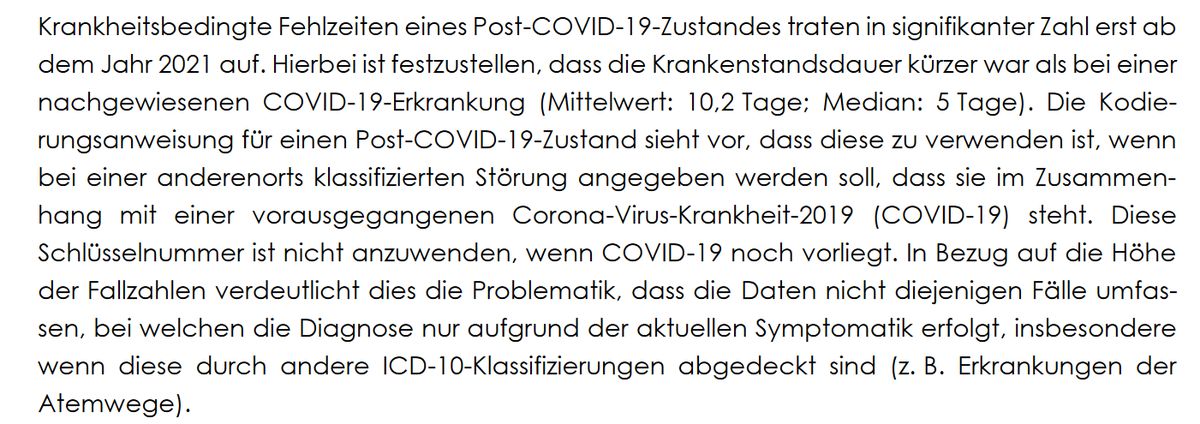 Krankheitsbedingte Fehlzeiten eines Post-COVID-19-Zustandes traten in signifikanter Zahl erst ab
dem Jahr 2021 auf. Hierbei ist festzustellen, dass die Krankenstandsdauer kürzer war als bei einer
nachgewiesenen COVID-19-Erkrankung (Mittelwert: 10,2 Tage; Median: 5 Tage). Die Kodie-
rungsanweisung für einen Post-COVID-19-Zustand sieht vor, dass diese zu verwenden ist, wenn
bei einer anderenorts klassifizierten Störung angegeben werden soll, dass sie im Zusammen-
hang mit einer vorausgegangenen Corona-Virus-Krankheit-2019 (COVID-19) steht. Diese
Schlüsselnummer ist nicht anzuwenden, wenn COVID-19 noch vorliegt. In Bezug auf die Höhe
der Fallzahlen verdeutlicht dies die Problematik, dass die Daten nicht diejenigen Fälle umfas-
sen, bei welchen die Diagnose nur aufgrund der aktuellen Symptomatik erfolgt, insbesondere
wenn diese durch andere ICD-10-Klassifizierungen abgedeckt sind (z. B. Erkrankungen der
Atemwege).